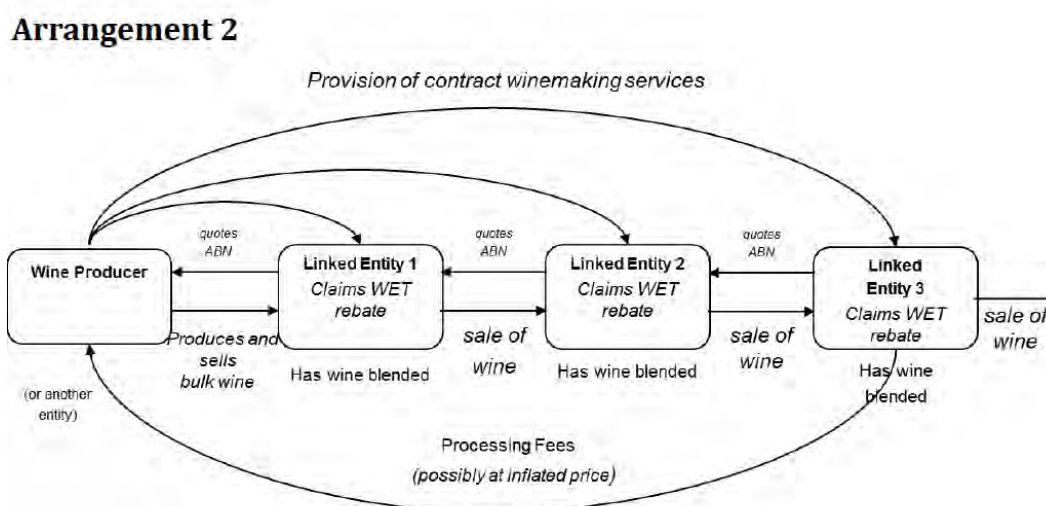 Arrangement 2
Provision of contract winemaking services
quotes
ABN
quotes
ABN
quotes
ABN
Wine Producer
Linked Entity 1
Claims WET
rebate
Linked Entity 2
Claims WET
rebate
Linked
Entity 3
Claims WET
rebate
Produces and
sells
bulk wine
sale of
wine
sale of
wine
sale of
wine
Has wine blended
Has wine blended
Has wine
blended
(or another
entity)
Processing Fees
(possibly at inflated price)